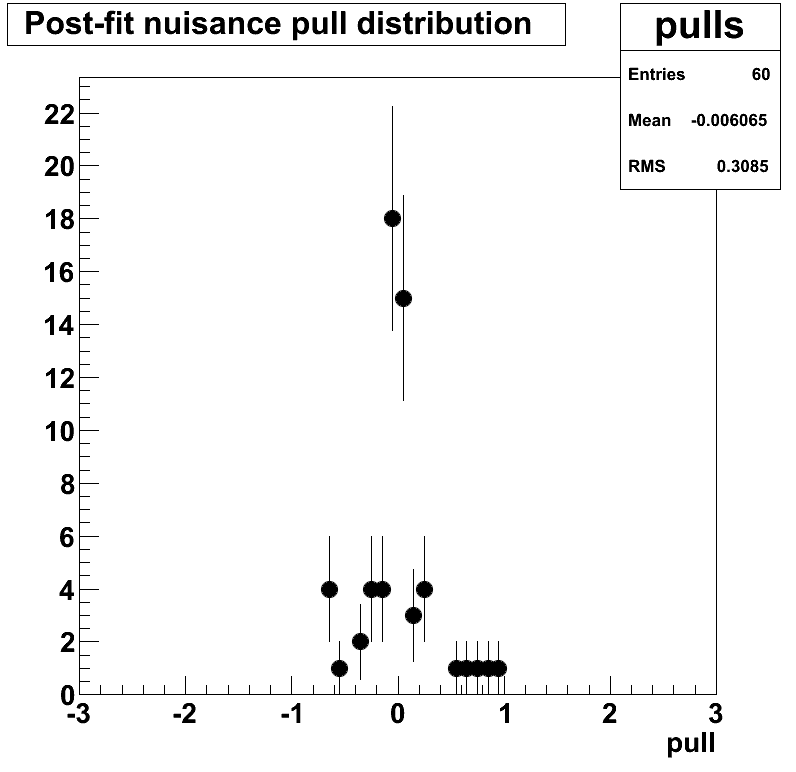 Post-fit nuisance pull distribution
pulls
Entries 60
Mean -0.006065
RMS 0.3085
22
20
18
16
14
12
10
8
6
4
2
0
-3 -2 -1 0 1 2 3
pull